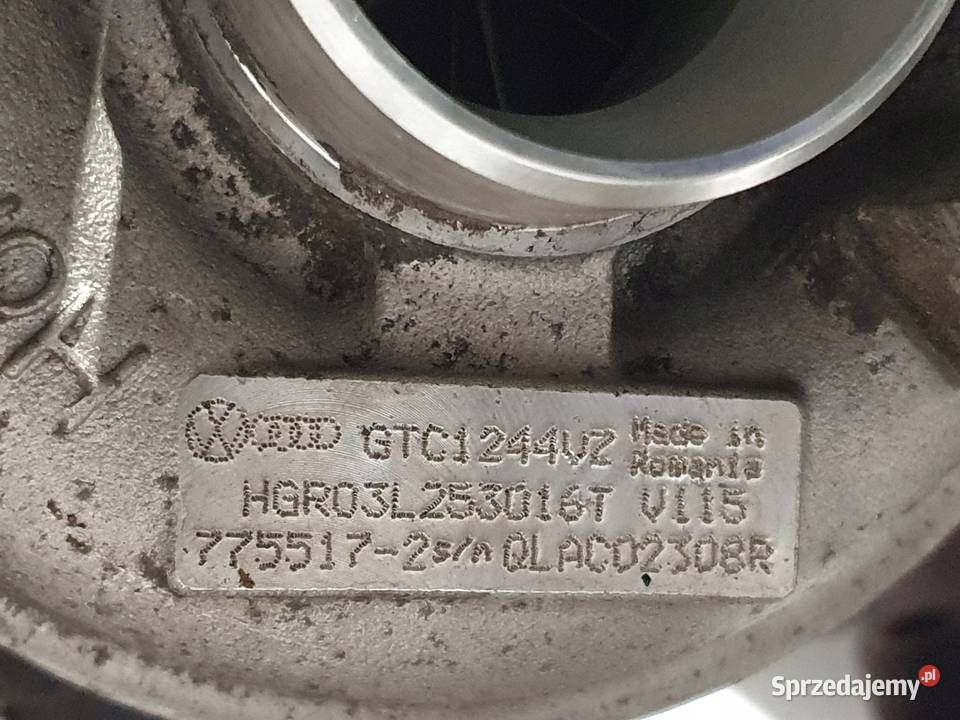 GTC1244VZ Made in
Romania
HGR03L253016T V115
775517-2 s/n QLAC02308R
Sprzedajemy.pl